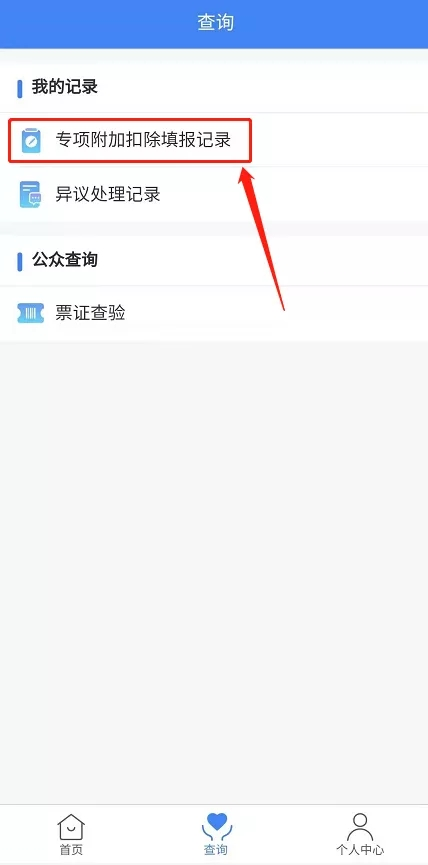 查询
我的记录
专项附加扣除填报记录
异议处理记录
公众查询
票证查验
首页
查询
个人中心